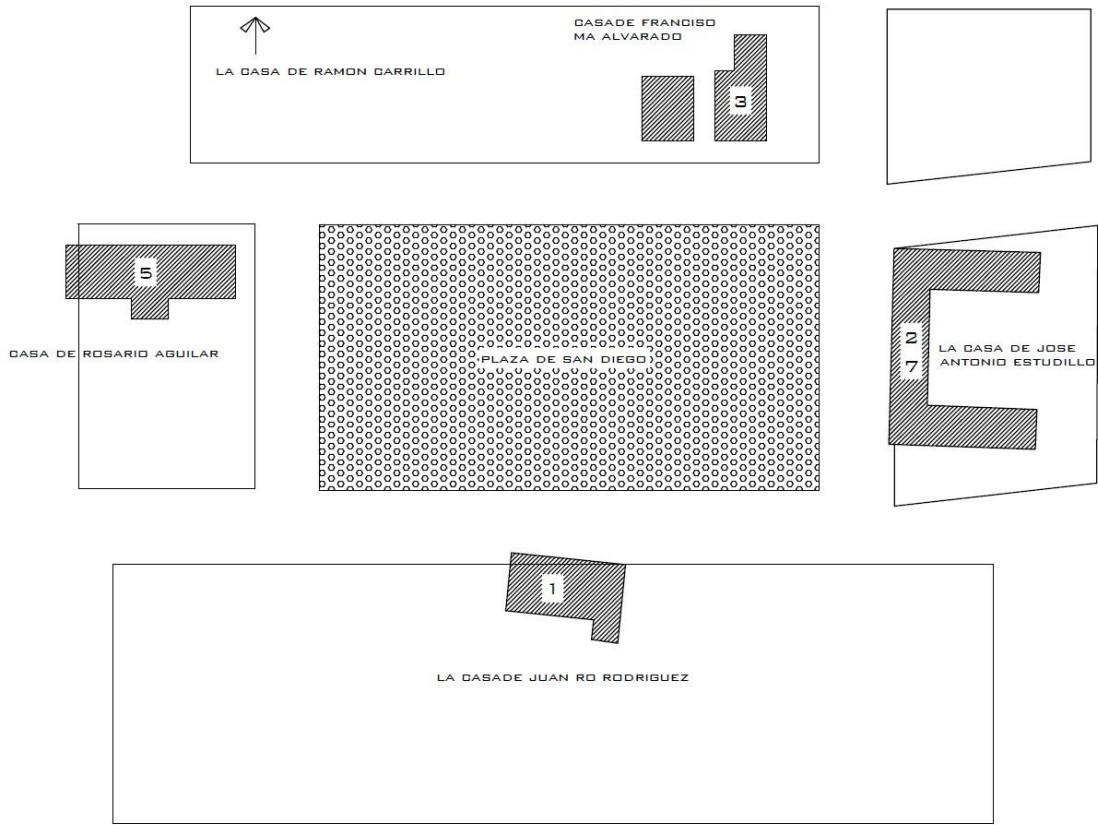 CASADE FRANCISO
MA ALVARADO
LA CASA DE RAMON CARRILLO
3
5
CASA DE ROSARIO AGUILAR
PLAZA DE SAN DIEGO
2
7
LA CASA DE JOSE
ANTONIO ESTUDILLO
1
LA CASADE JUAN RO RODRIGUEZ